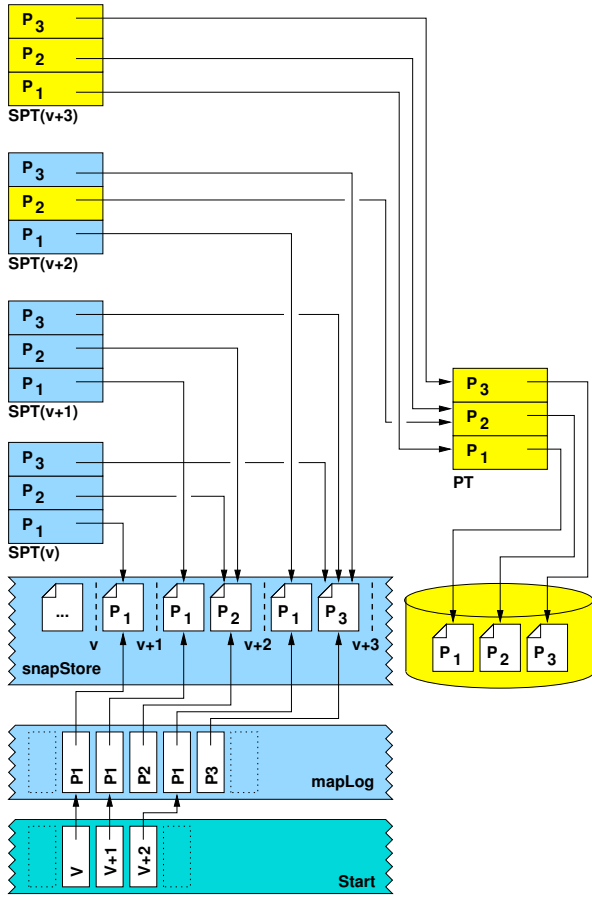 P3
P2
P1
SPT(v+3)
P3
P2
P1
SPT(v+2)
P3
P2
P1
SPT(v+1)
P3
P2
P1
SPT(v)
P3
P2
P1
PT
... P1 P1 P2 P1 P3
v v+1 v+2 v+3
snapStore
P1 P2 P3
P1 P1 P2 P1 P3
mapLog
V V+1 V+2
Start